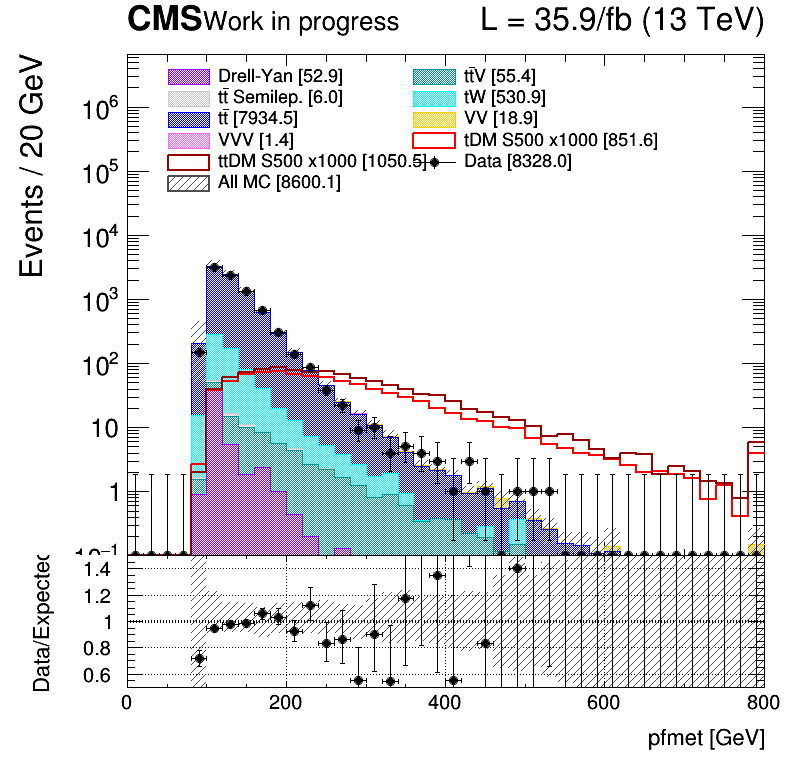 CMS Work in progress L = 35.9/fb (13 TeV)
Drell-Yan [52.9] tt̄V [55.4]
tt̄ Semilep. [6.0] tW [530.9]
tt̄ [7934.5] VV [18.9]
VVV [1.4] tDM S500 x1000 [851.6]
ttDM S500 x1000 [1050.5] Data [8328.0]
All MC [8600.1]
Events / 20 GeV
10⁶
10⁵
10⁴
10³
10²
10
1
10⁻¹
Data/Expected
1.4
1.2
1
0.8
0.6
0 200 400 600 800
pfmet [GeV]